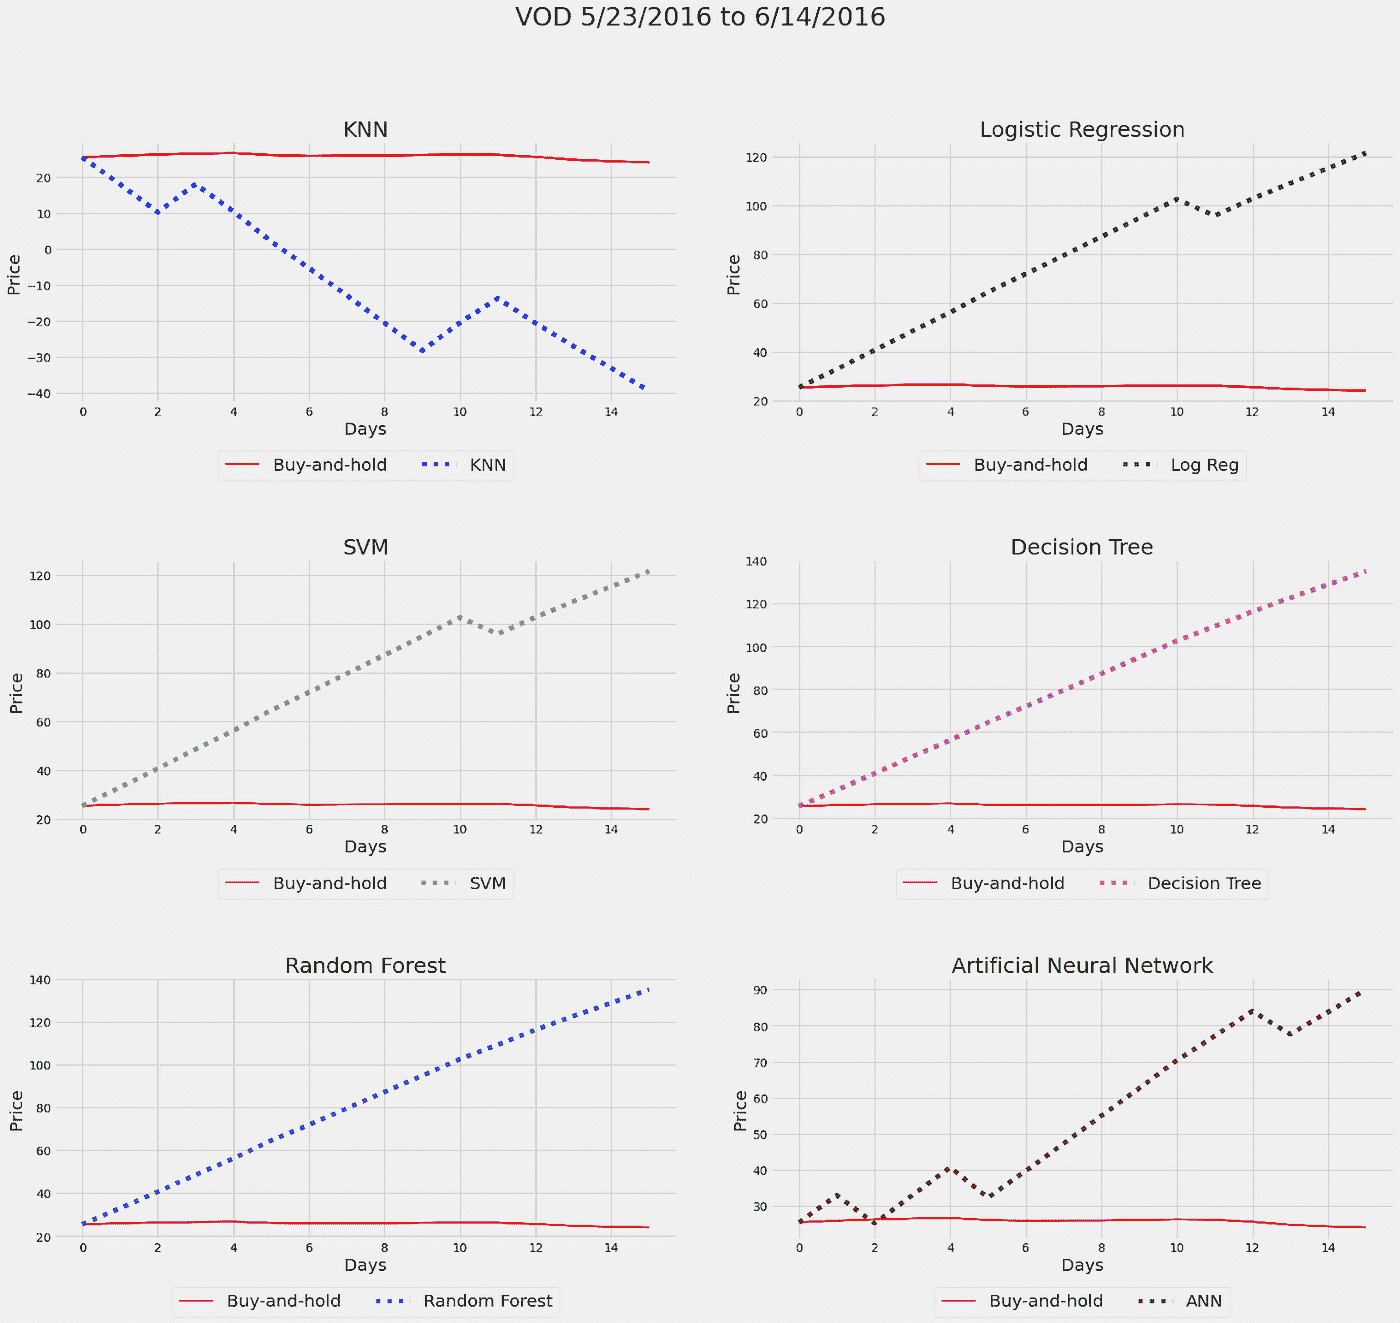 VOD 5/23/2016 to 6/14/2016
KNN
Price
20
10
0
−10
−20
−30
−40
0 2 4 6 8 10 12 14
Days
Buy-and-hold KNN
Logistic Regression
Price
120
100
80
60
40
20
0 2 4 6 8 10 12 14
Days
Buy-and-hold Log Reg
SVM
Price
120
100
80
60
40
20
0 2 4 6 8 10 12 14
Days
Buy-and-hold SVM
Decision Tree
Price
140
120
100
80
60
40
20
0 2 4 6 8 10 12 14
Days
Buy-and-hold Decision Tree
Random Forest
Price
140
120
100
80
60
40
20
0 2 4 6 8 10 12 14
Days
Buy-and-hold Random Forest
Artificial Neural Network
Price
90
80
70
60
50
40
30
0 2 4 6 8 10 12 14
Days
Buy-and-hold ANN